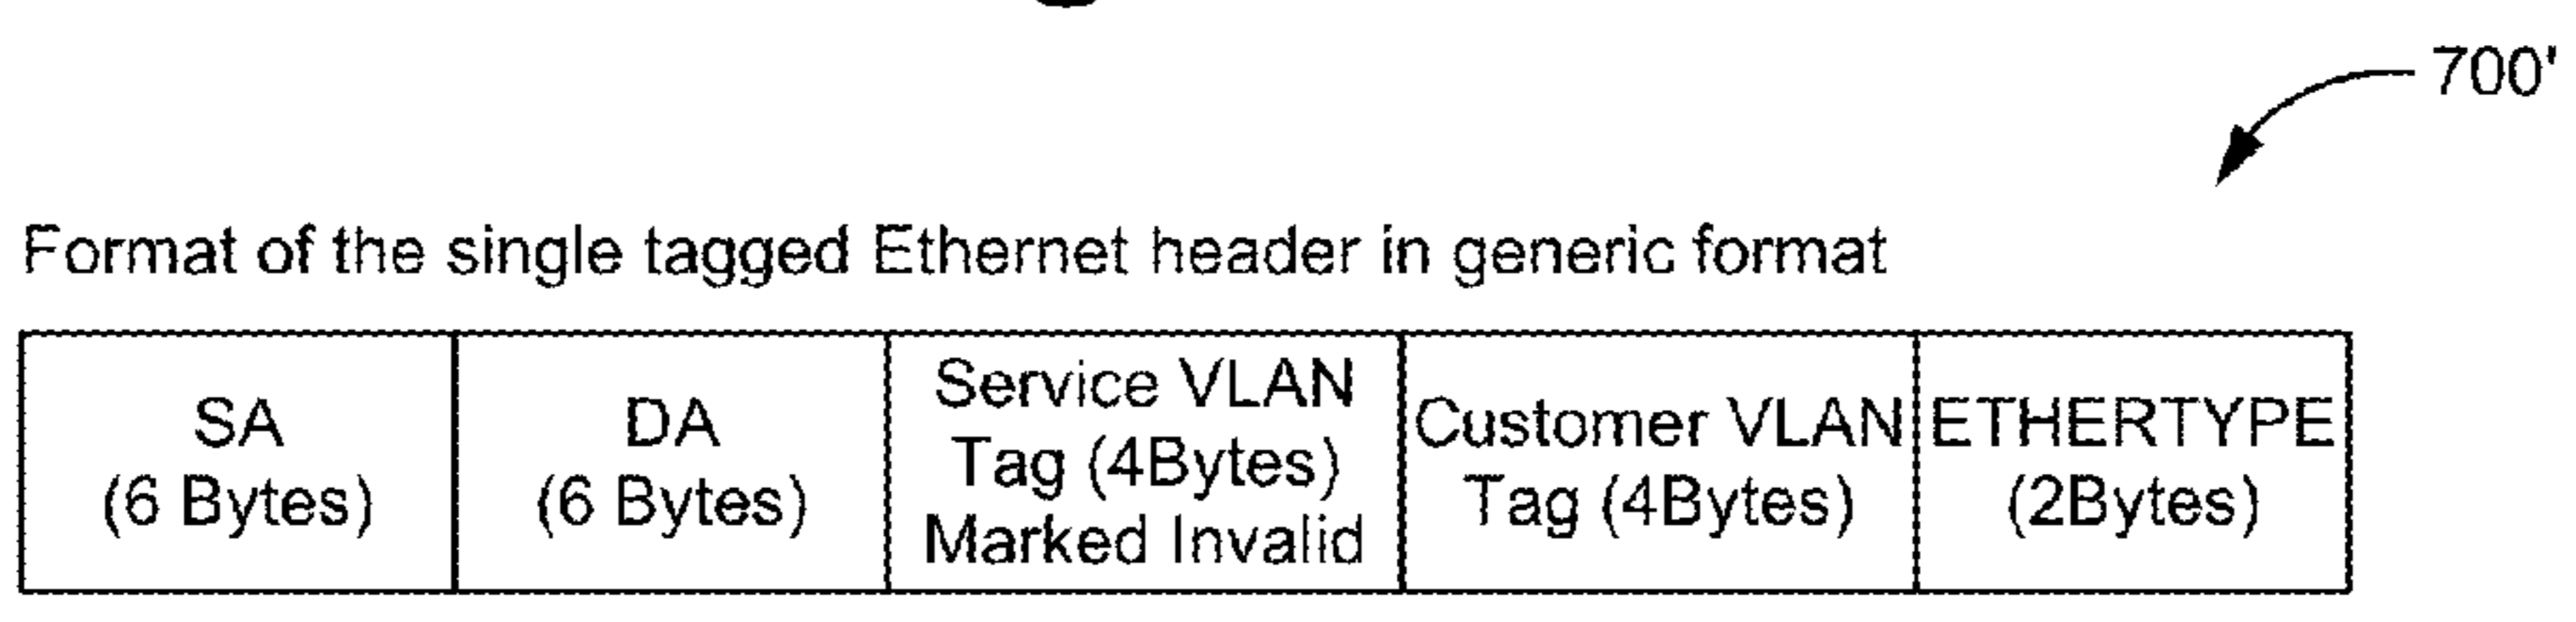 700'
Format of the single tagged Ethernet header in generic format
SA
(6 Bytes)
DA
(6 Bytes)
Service VLAN
Tag (4Bytes)
Marked Invalid
Customer VLAN
Tag (4Bytes)
ETHERTYPE
(2Bytes)